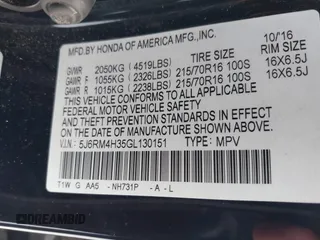 MFD.BY HONDA OF AMERICA MFG.,INC. 10/16
GVWR 2050KG (4519LBS) TIRE SIZE RIM SIZE
GAWR F 1055KG (2326LBS) 215/70R16 100S 16X6.5J
GAWR R 1015KG (2238LBS) 215/70R16 100S 16X6.5J
THIS VEHICLE CONFORMS TO ALL APPLICABLE
FEDERAL MOTOR VEHICLE SAFETY AND
THEFT PREVENTION STANDARDS IN EFFECT ON
THE DATE OF MANUFACTURE SHOWN ABOVE.
V.I.N.: 5J6RM4H35GL130151 TYPE: MPV
T1W G AA5 - NH731P - A - L
DREAMBID